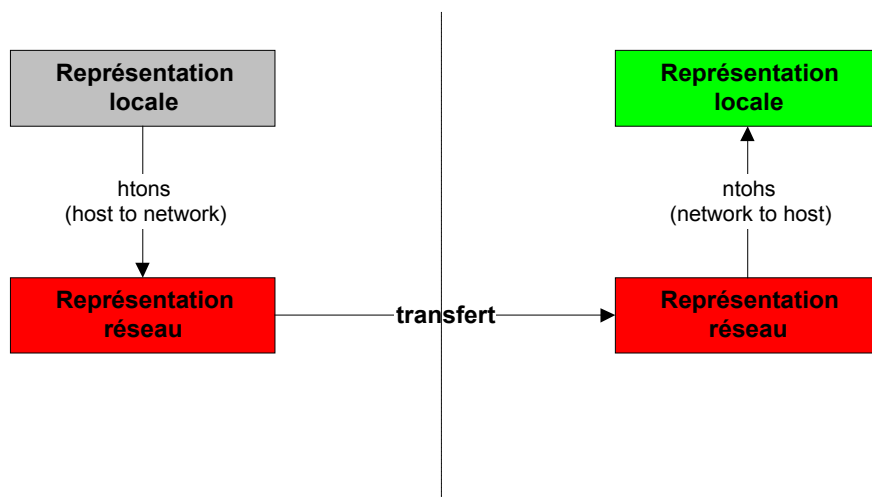 Représentation
locale
htons
(host to network)
Représentation
réseau
transfert
Représentation
locale
ntohs
(network to host)
Représentation
réseau